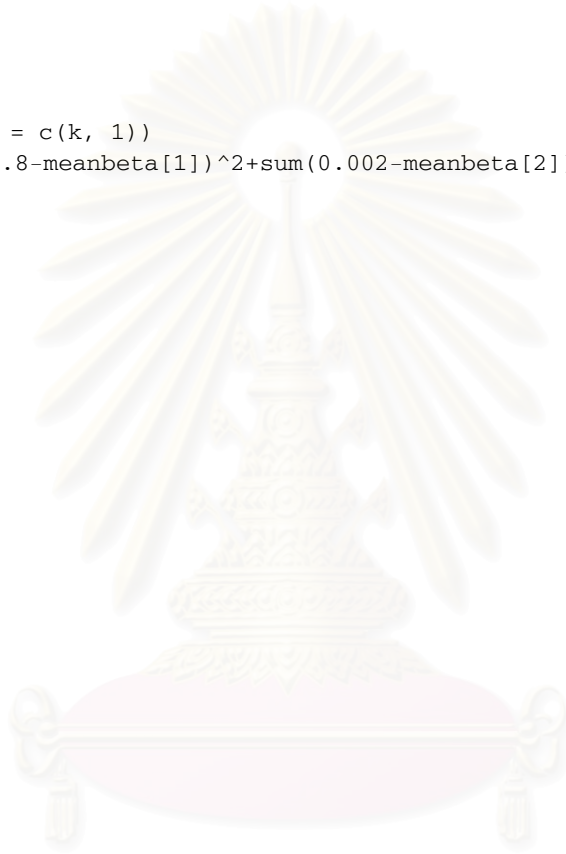 = c(k, 1))
.8-meanbeta[1])^2+sum(0.002-meanbeta[2]